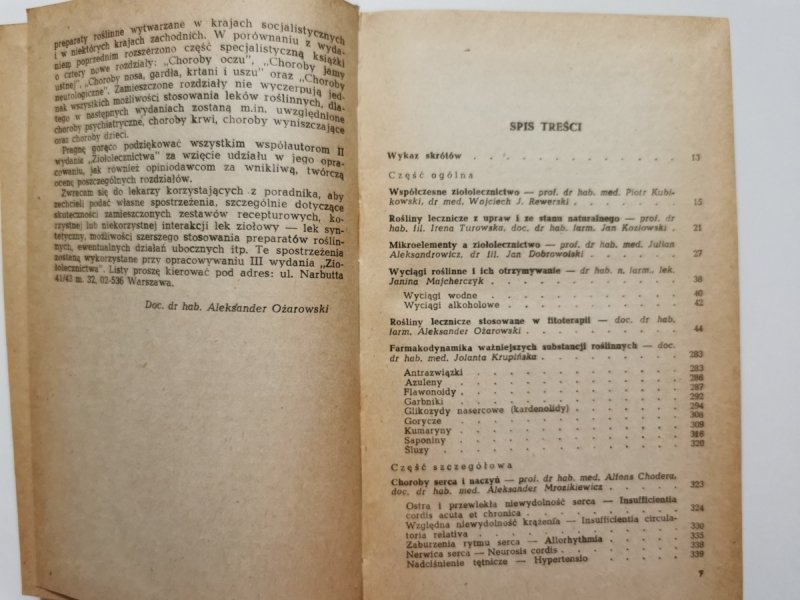 preparaty roślinne wytwarzane w krajach socjalistycznych
i w niektórych krajach zachodnich. W porównaniu z wyda-
niem poprzednim rozszerzono część specjalistyczną książki
o cztery nowe rozdziały: „Choroby oczu", „Choroby jamy
ustnej", „Choroby nosa, gardła, krtani i uszu" oraz „Choroby
neurologiczne". Zamieszczone rozdziały nie wyczerpują jed-
nak wszystkich możliwości stosowania leków roślinnych, dla-
tego w następnych wydaniach zostaną m.in. uwzględnione
choroby psychiatryczne, choroby krwi, choroby wyniszczające
oraz choroby dzieci.
Pragnę gorąco podziękować wszystkim współautorom II
wydania „Ziołolecznictwa" za wzięcie udziału w jego opra-
cowaniu, jak również opiniodawcom za wnikliwą, twórczą
ocenę poszczególnych rozdziałów.
Zwracam się do lekarzy korzystających z poradnika, aby
zechcieli podać własne spostrzeżenia, szczególnie dotyczące
skuteczności zamieszczonych zestawów recepturowych, ko-
rzystnej lub niekorzystnej interakcji lek ziołowy — lek syn-
tetyczny, możliwości szerszego stosowania preparatów roślin-
nych, ewentualnych działań ubocznych itp. Te spostrzeżenia
zostaną wykorzystane przy opracowywaniu III wydania „Zio-
łolecznictwa". Listy proszę kierować pod adres: ul. Narbutta
41/43 m. 32, 02-536 Warszawa.
Doc. dr hab. Aleksander Ożarowski
SPIS TREŚCI
Wykaz skrótów 13
Część ogólna
Współczesne ziołolecznictwo — prof. dr hab. med. Piotr Kubi-
kowski, dr med. Wojciech J. Rewerski 15
Rośliny lecznicze z upraw i ze stanu naturalnego — prof. dr
hab. fil. Irena Turowska, doc. dr hab. farm. Jan Kozłowski 21
Mikroelementy a ziołolecznictwo — prof. dr hab. med. Julian
Aleksandrowicz, dr fil. Jan Dobrowolski 27
Wyciągi roślinne i ich otrzymywanie — dr hab. n. farm., lek.
Janina Majcherczyk 38
Wyciągi wodne 40
Wyciągi alkoholowe 42
Rośliny lecznicze stosowane w fitoterapii — doc. dr hab.
farm. Aleksander Ożarowski 44
Farmakodynamika ważniejszych substancji roślinnych — doc.
dr hab. med. Jolanta Krupińska 283
Antrazwiązki 283
Azuleny 286
Flawonoidy 287
Garbniki 292
Glikozydy nasercowe (kardenolidy) 294
Gorycze 308
Kumaryny 309
Saponiny 318
Śluzy 320
Część szczegółowa
Choroby serca i naczyń — prof. dr hab. med. Alfons Chodera,
doc. dr hab. med. Aleksander Mrozikiewicz 323
Ostra i przewlekła niewydolność serca — Insufficientia
cordis acuta et chronica 324
Względna niewydolność krążenia — Insufficientia circula-
toria relativa 330
Zaburzenia rytmu serca — Allorhythmia 335
Nerwica serca — Neurosis cordis 338
Nadciśnienie tętnicze — Hypertensio 339
7